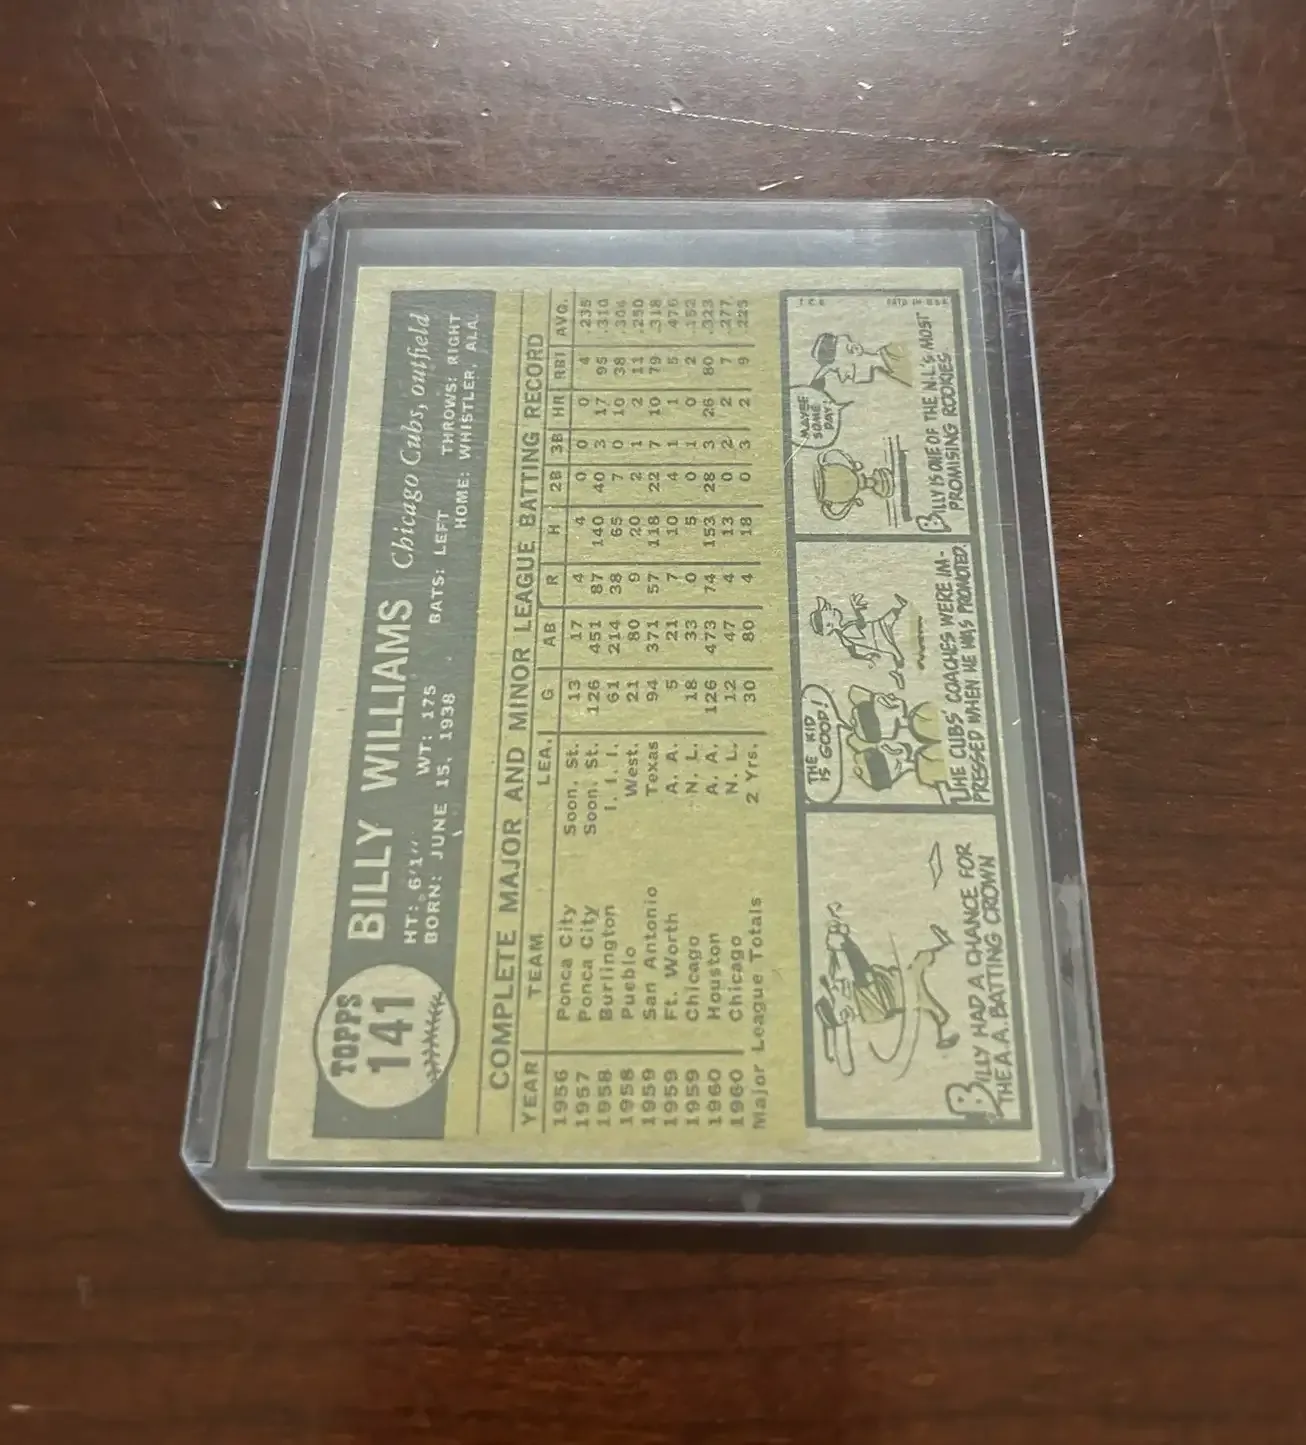 TOPPS
141
BILLY WILLIAMS Chicago Cubs, outfield
HT: 6'1" WT: 175 BATS: LEFT THROWS: RIGHT
BORN: JUNE 15, 1938 HOME: WHISTLER, ALA.
COMPLETE MAJOR AND MINOR LEAGUE BATTING RECORD
YEAR TEAM LEA. G AB R H 2B 3B HR RBI AVG.
1956 Ponca City Soon. St. 13 17 4 4 0 0 0 4 .235
1957 Ponca City Soon. St. 126 451 87 140 40 3 17 95 .310
1958 Burlington I. I. I. 61 214 38 65 7 0 10 38 .304
1958 Pueblo West. 21 80 9 20 2 1 2 11 .250
1959 San Antonio Texas 94 371 57 118 22 7 10 79 .318
1959 Ft. Worth A. A. 5 21 7 10 4 1 1 5 .476
1959 Chicago N. L. 18 33 0 5 0 1 0 2 .152
1960 Houston A. A. 126 473 74 153 28 3 26 80 .323
1960 Chicago N. L. 12 47 4 13 0 2 2 7 .277
Major League Totals 2 Yrs. 30 80 4 18 0 3 2 9 .225
BILLY HAD A CHANCE FOR
THE A.A. BATTING CROWN
THE KID
IS GOOD!
THE CUBS' COACHES WERE IM-
PRESSED WHEN HE WAS PROMOTED.
MAYBE
SOME
DAY!
BILLY IS ONE OF THE N.L.'S MOST
PROMISING ROOKIES